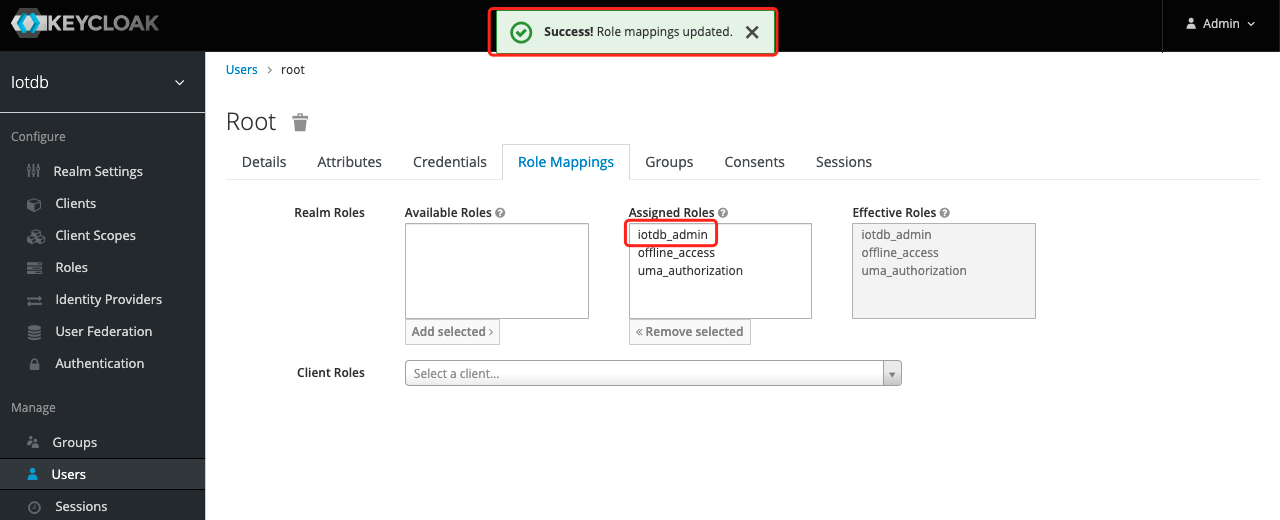 KEYCLOAK
Success! Role mappings updated.
Admin
Iotdb
Users > root
Root
Configure
Details Attributes Credentials Role Mappings Groups Consents Sessions
Realm Settings
Clients
Client Scopes
Roles
Identity Providers
User Federation
Authentication
Manage
Groups
Users
Sessions
Realm Roles
Available Roles
Add selected >
Assigned Roles
iotdb_admin
offline_access
uma_authorization
« Remove selected
Effective Roles
iotdb_admin
offline_access
uma_authorization
Client Roles
Select a client...